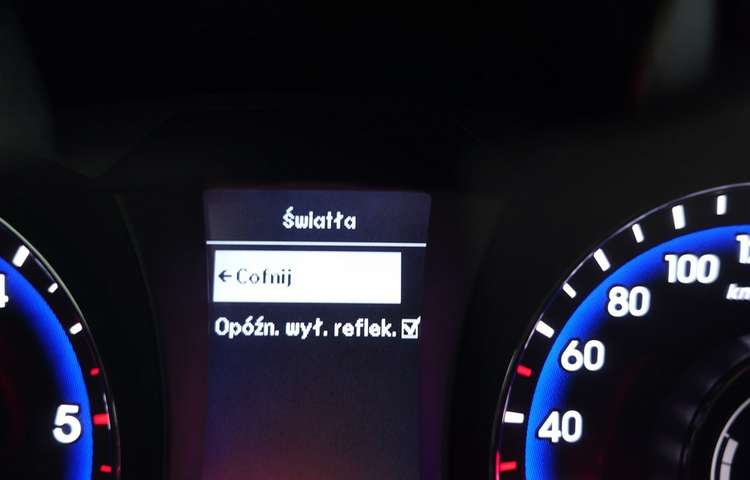 Światła
←Cofnij
Opóźn. wył. reflek. ☑
5
40
60
80
100